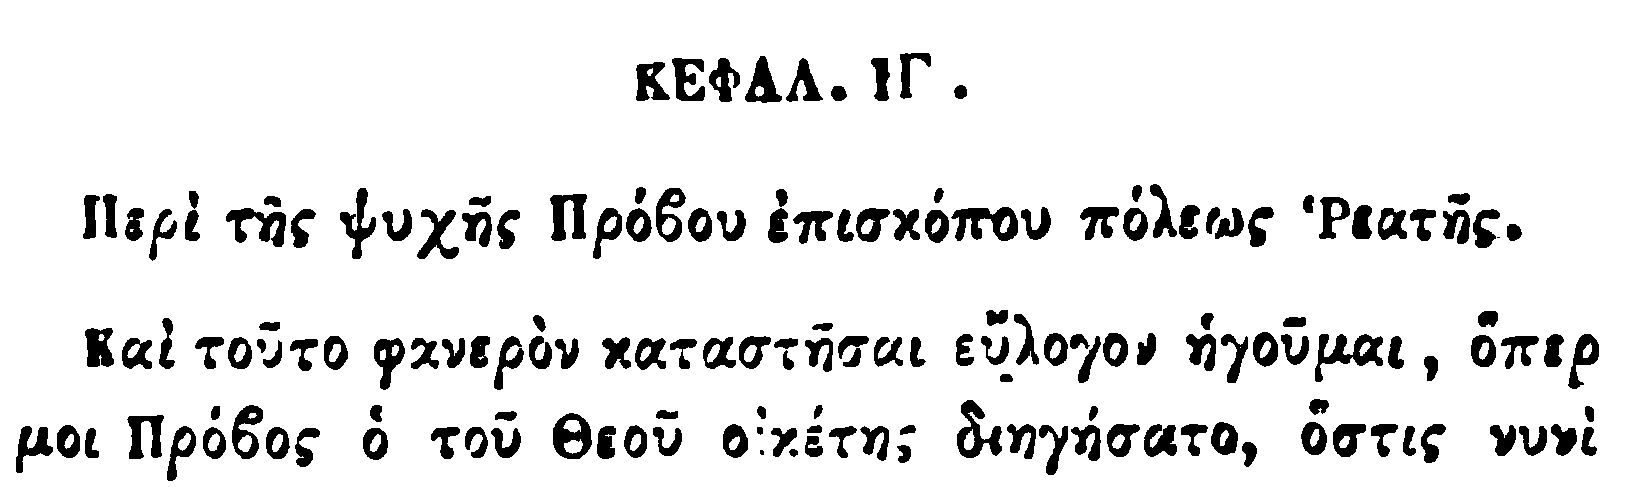 ΚΕΦΑΛ. ΙΓ.
Περὶ τῆς ψυχῆς Πρόβου ἐπισκόπου πόλεως Ῥεατῆς.
Καὶ τοῦτο φανερὸν καταστῆσαι εὔλογον ἡγοῦμαι, ὅπερ
μοι Πρόβος ὁ τοῦ Θεοῦ οἰκέτης διηγήσατο, ὅστις νυνὶ